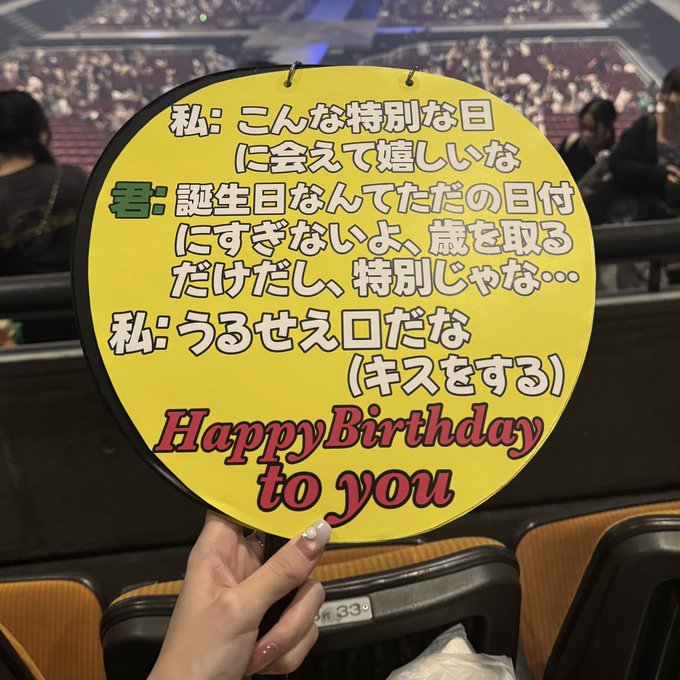 私: こんな特別な日
に会えて嬉しいな
君: 誕生日なんてただの日付
にすぎないよ、歳を取る
だけだし、特別じゃな…
私: うるせえ口だな
(キスをする)
Happy Birthday
to you
33